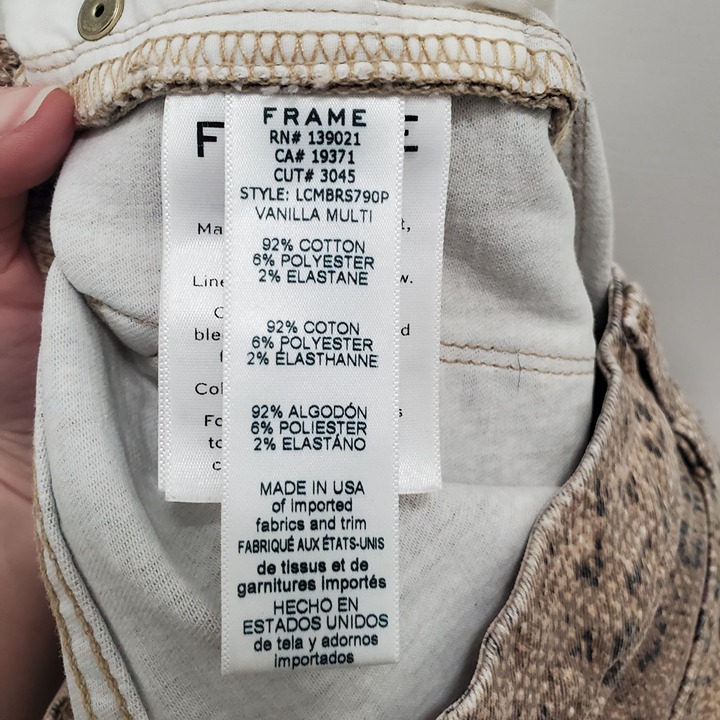 FRAME
RN# 139021
CA# 19371
CUT# 3045
STYLE: LCMBRS790P
VANILLA MULTI
92% COTTON
6% POLYESTER
2% ELASTANE
92% COTON
6% POLYESTER
2% ÉLASTHANNE
92% ALGODÓN
6% POLIESTER
2% ELASTÁNO
MADE IN USA
of imported
fabrics and trim
FABRIQUÉ AUX ÉTATS-UNIS
de tissus et de
garnitures importés
HECHO EN
ESTADOS UNIDOS
de tela y adornos
importados